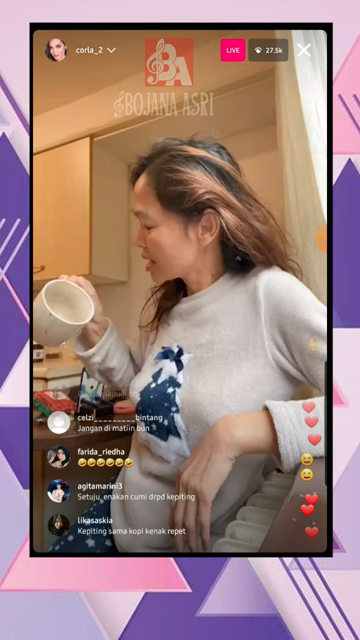 corla_2
LIVE
27.5k
BA
BOJANA ASRI
celzi_________bintang
Jangan di matiin bun
farida_riedha
🤣🤣🤣🤣🤣🤣
agitamarini3
Setuju, enakan cumi drpd kepiting
likasaskia
Kepiting sama kopi kenak repet